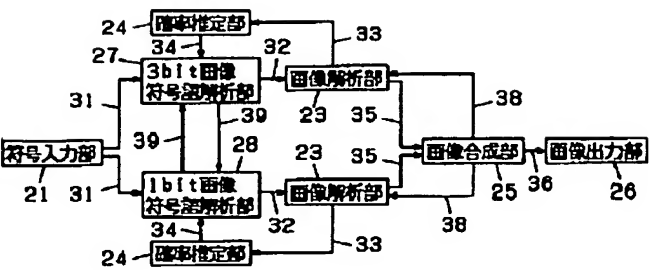 24 確率推定部
34 33
27 3bit画像 32
符号語解析部 画像解析部
31 39 23 35 38
39 28 23
符号入力部 画像合成部 画像出力部
21 35 25 36 26
31 1bit画像
符号語解析部 32 画像解析部 38
34
24 確率推定部 33